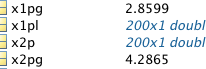 x1pg 2.8599
x1pl 200x1 doubl
x2p 200x1 doubl
x2pg 4.2865